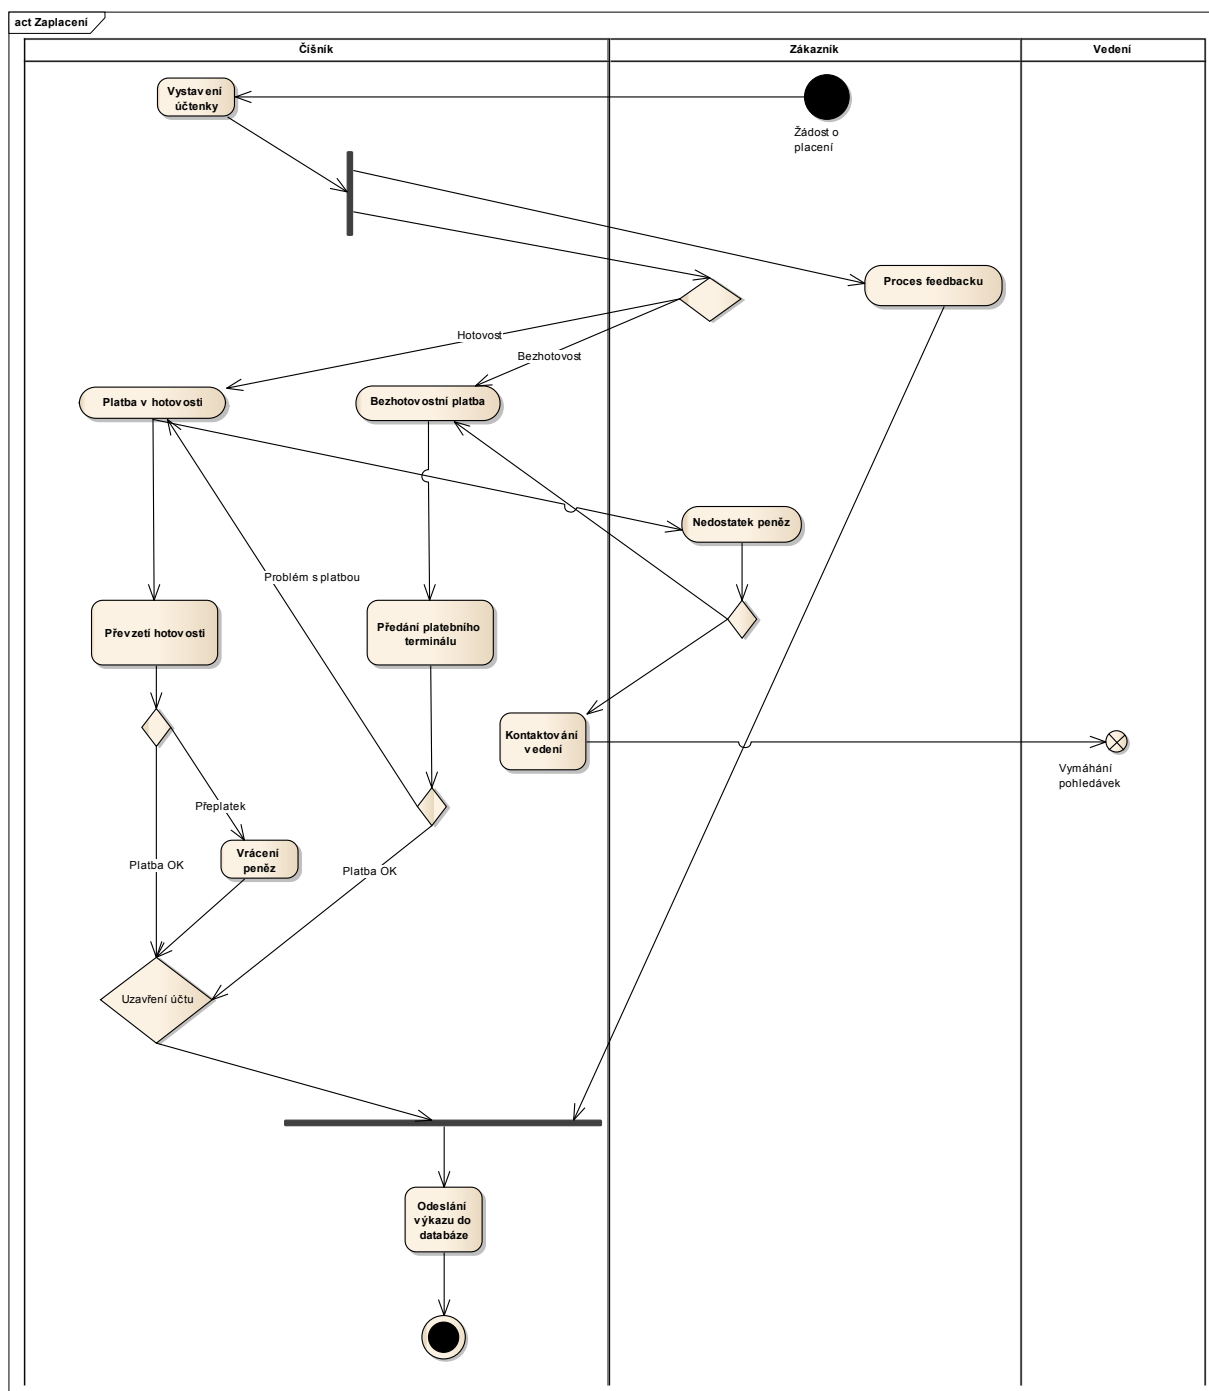 act Zaplacení
Číšník
Zákazník
Vedení
Vystavení
účtenky
Žádost o
placení
Proces feedbacku
Hotovost
Bezhotovost
Platba v hotovosti
Bezhotovostní platba
Nedostatek peněz
Problém s platbou
Převzetí hotovosti
Předání platebního
terminálu
Kontaktování
vedení
Vymáhání
pohledávek
Přeplatek
Vrácení
peněz
Platba OK
Platba OK
Uzavření účtu
Odeslání
výkazu do
databáze